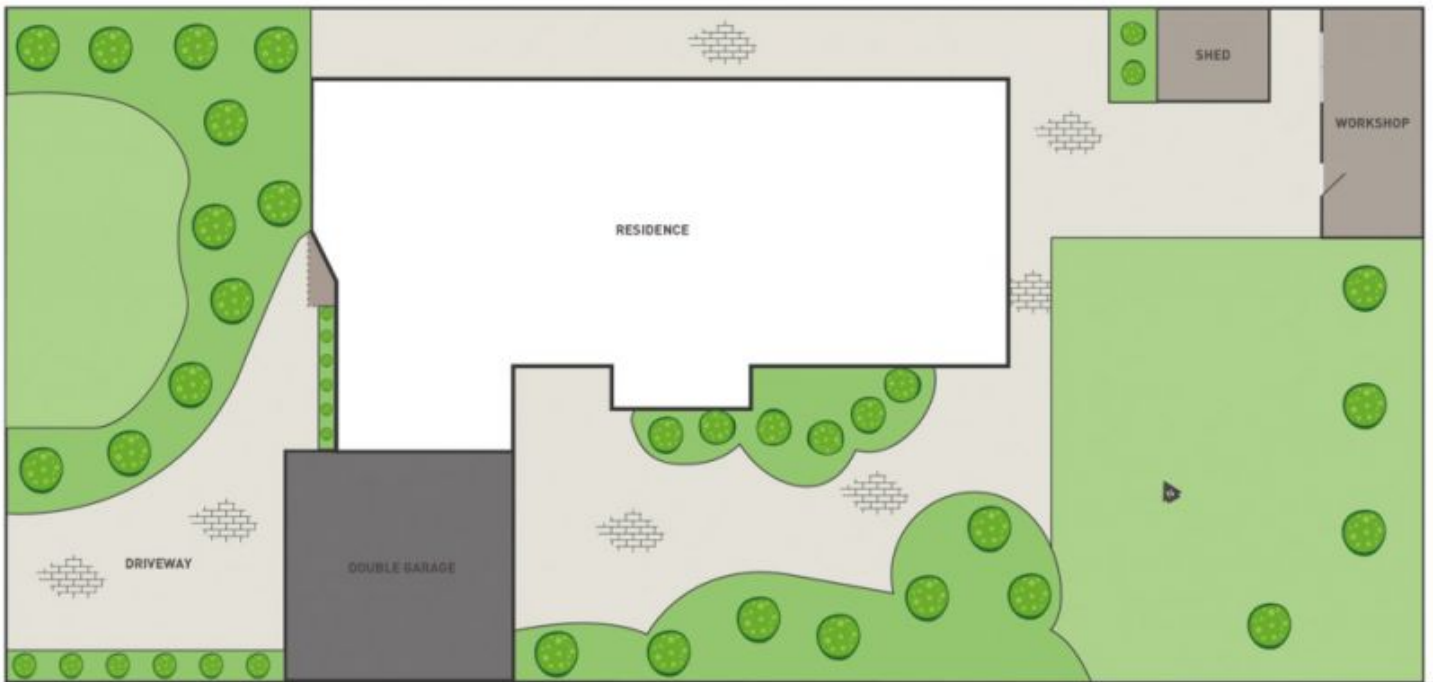 SHED
WORKSHOP
RESIDENCE
DRIVEWAY
DOUBLE GARAGE